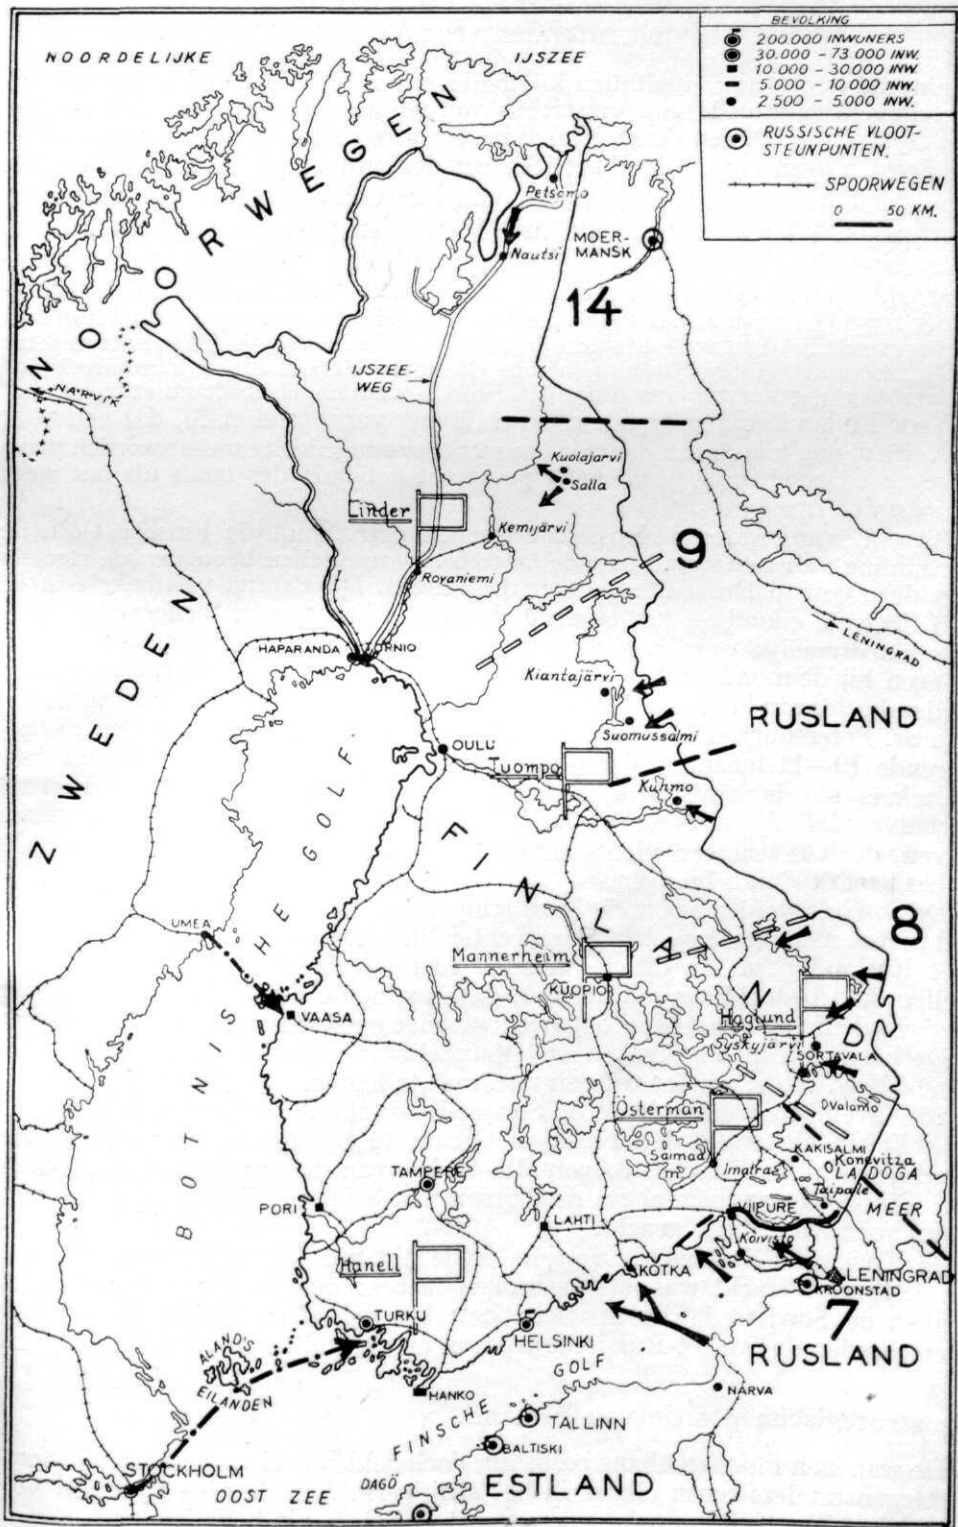 BEVOLKING
200.000 INWONERS
30.000 - 73.000 INW.
10.000 - 30.000 INW.
5.000 - 10.000 INW.
2.500 - 5.000 INW.
RUSSISCHE VLOOT-
STEUNPUNTEN.
SPOORWEGEN
0 50 KM.
NOORDELIJKE IJSZEE
NOORWEGEN
Petsamo
MOER-
MANSK
Nautsi
14
IJSZEE-
WEG
NARVIK
Kuolajarvi
Salla
Linder
Kemijärvi
9
Rovaniemi
LENINGRAD
HAPARANDA
TORNIO
ZWEDEN
Kiantajärvi
RUSLAND
Suomussalmi
OULU
Tuompo
Kuhmo
FINLAND
BOTNISHE GOLF
UMEA
8
Mannerheim
KUOPIO
VAASA
Haglund
Syskyjärvi
SORTAVALA
Valamo
Österman
Saimaa
m.
Imatra
KAKISALMI
Konevitza
LADOGA
MEER
Taipale
TAMPERE
PORI
LAHTI
VIIPURE
Koivisto
Hanell
KOTKA
LENINGRAD
KROONSTAD
7
TURKU
HELSINKI
RUSLAND
ALAND'S
EILANDEN
HANKO
FINSCHE GOLF
NARVA
TALLINN
BALTISKI
STOCKHOLM
OOST ZEE
DAGÖ
ESTLAND